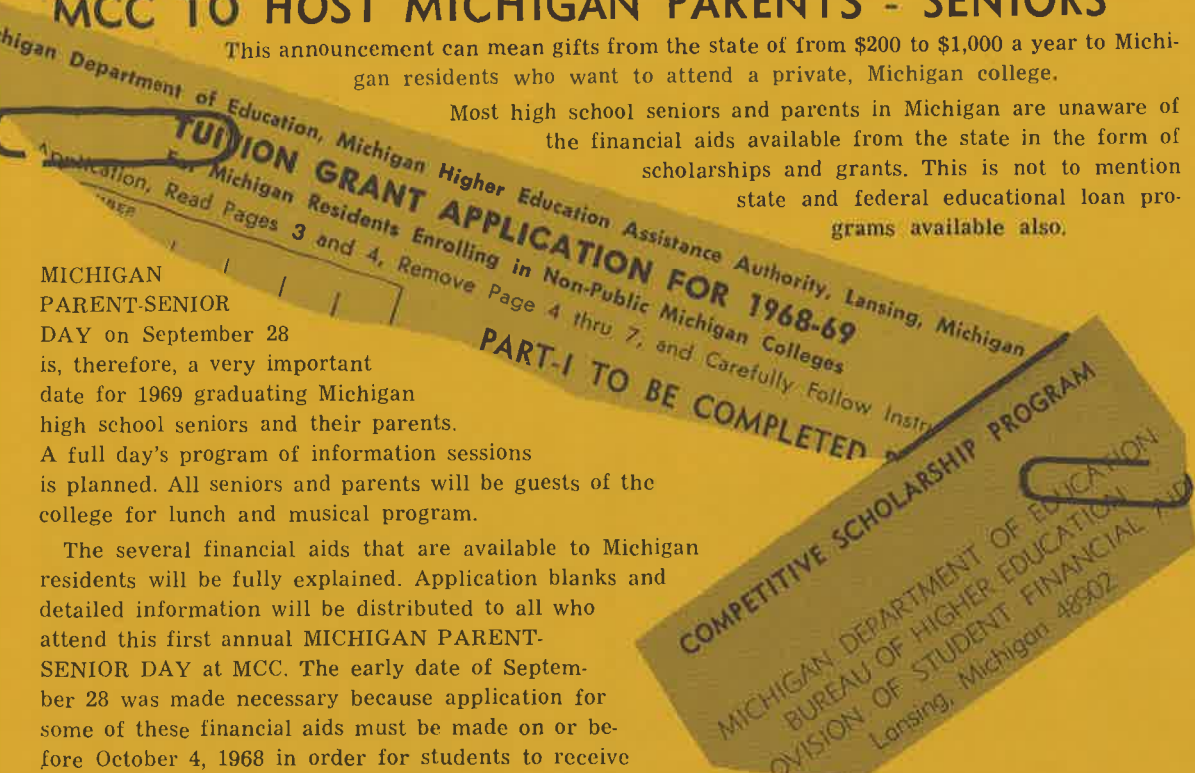 MCC TO HOST MICHIGAN PARENTS - SENIORS
This announcement can mean gifts from the state of from $200 to $1,000 a year to Michi-
gan residents who want to attend a private, Michigan college.
Most high school seniors and parents in Michigan are unaware of
the financial aids available from the state in the form of
scholarships and grants. This is not to mention
state and federal educational loan pro-
grams available also.
higan Department of Education, Michigan Higher Education Assistance Authority, Lansing, Michigan
TUITION GRANT APPLICATION FOR 1968-69
For Michigan Residents Enrolling in Non-Public Michigan Colleges
Application, Read Pages 3 and 4, Remove Page 4 thru 7, and Carefully Follow Instr
PART-I TO BE COMPLETED
MICHIGAN
PARENT-SENIOR
DAY on September 28
is, therefore, a very important
date for 1969 graduating Michigan
high school seniors and their parents.
A full day's program of information sessions
is planned. All seniors and parents will be guests of the
college for lunch and musical program.
The several financial aids that are available to Michigan
residents will be fully explained. Application blanks and
detailed information will be distributed to all who
attend this first annual MICHIGAN PARENT-
SENIOR DAY at MCC. The early date of Septem-
ber 28 was made necessary because application for
some of these financial aids must be made on or be-
fore October 4, 1968 in order for students to receive
COMPETITIVE SCHOLARSHIP PROGRAM
MICHIGAN DEPARTMENT OF EDUCATION
BUREAU OF HIGHER EDUCATION
OVISION OF STUDENT FINANCIAL AID
Lansing, Michigan 48902